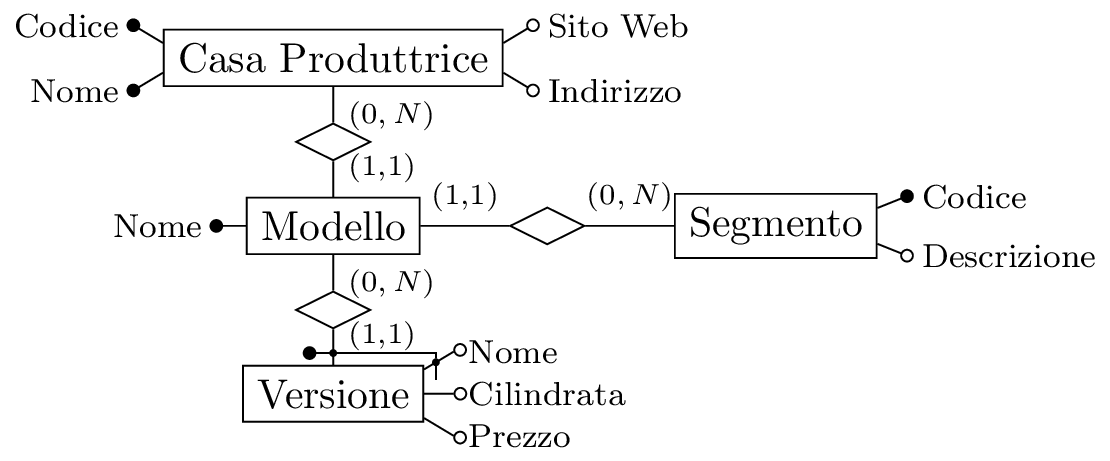 Codice
Sito Web
Casa Produttrice
Nome
Indirizzo
(0, N)
(1,1)
(1,1)
(0, N)
Codice
Nome
Modello
Segmento
Descrizione
(0, N)
(1,1)
Nome
Versione
Cilindrata
Prezzo